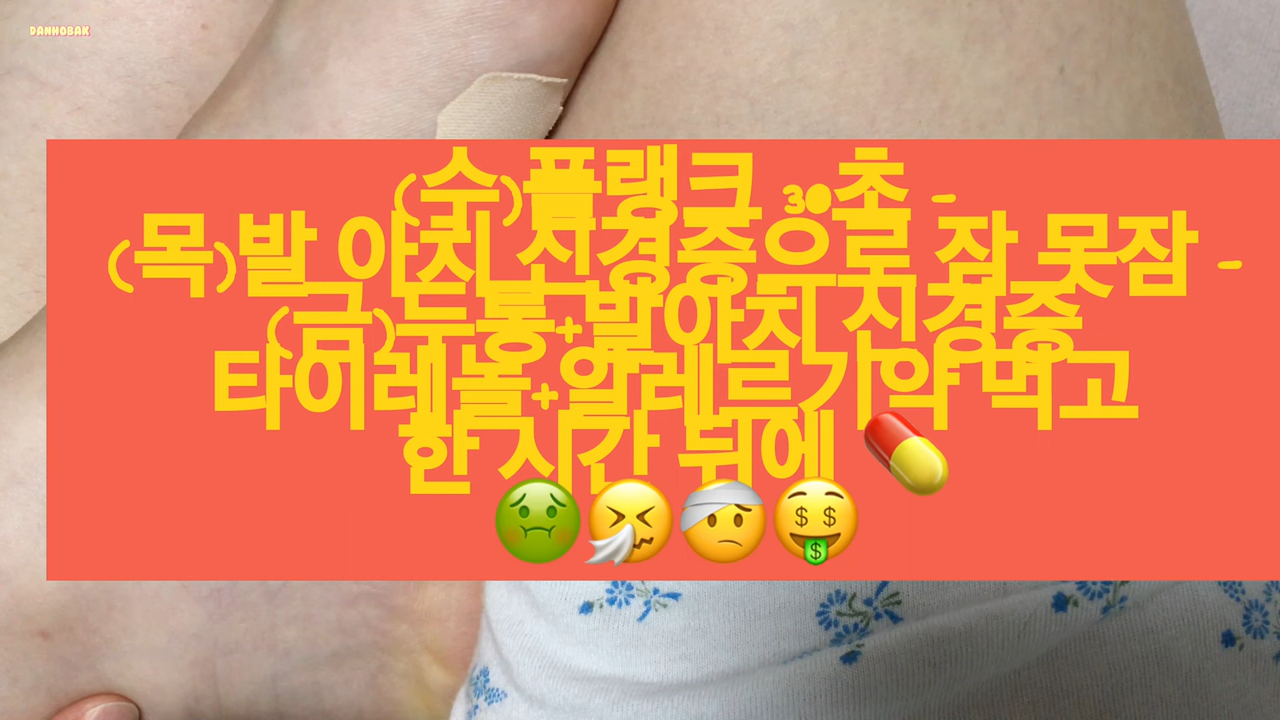 DANHOBAK
(수)플랭크 30초 -
(목)발 아치 신경증으로 잠 못잠 -
(금)두통+발아치 신경증
타이레놀+알레르기약 먹고
한 시간 뒤에